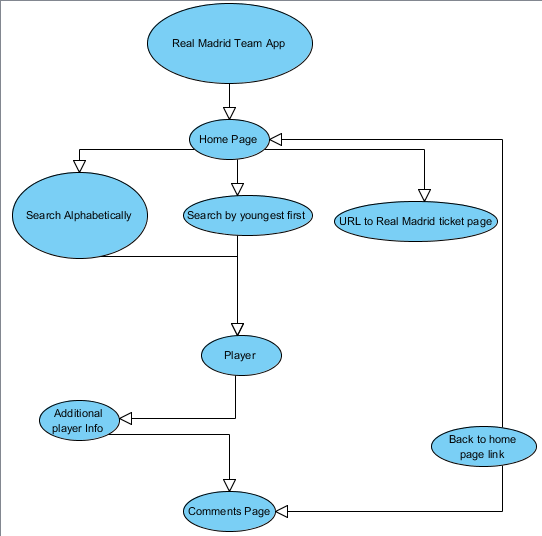 Real Madrid Team App
Home Page
Search Alphabetically
Search by youngest first
URL to Real Madrid ticket page
Player
Additional
player Info
Back to home
page link
Comments Page